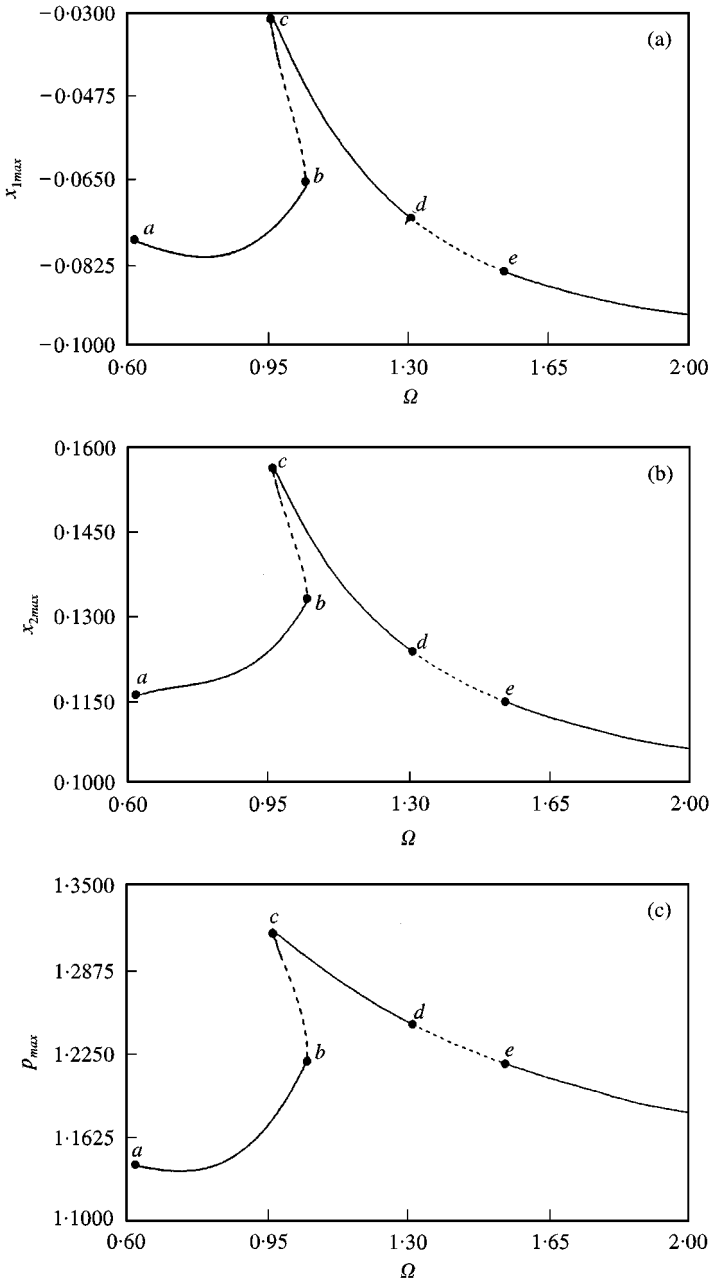 −0·0300
c
(a)
−0·0475
−0·0650
b
x1max
d
a
e
−0·0825
−0·1000
0·60 0·95 1·30 1·65 2·00
Ω
0·1600
c
(b)
0·1450
0·1300
b
x2max
d
a
e
0·1150
0·1000
0·60 0·95 1·30 1·65 2·00
Ω
1·3500
c
(c)
1·2875
d
1·2250
b
e
pmax
1·1625
a
1·1000
0·60 0·95 1·30 1·65 2·00
Ω